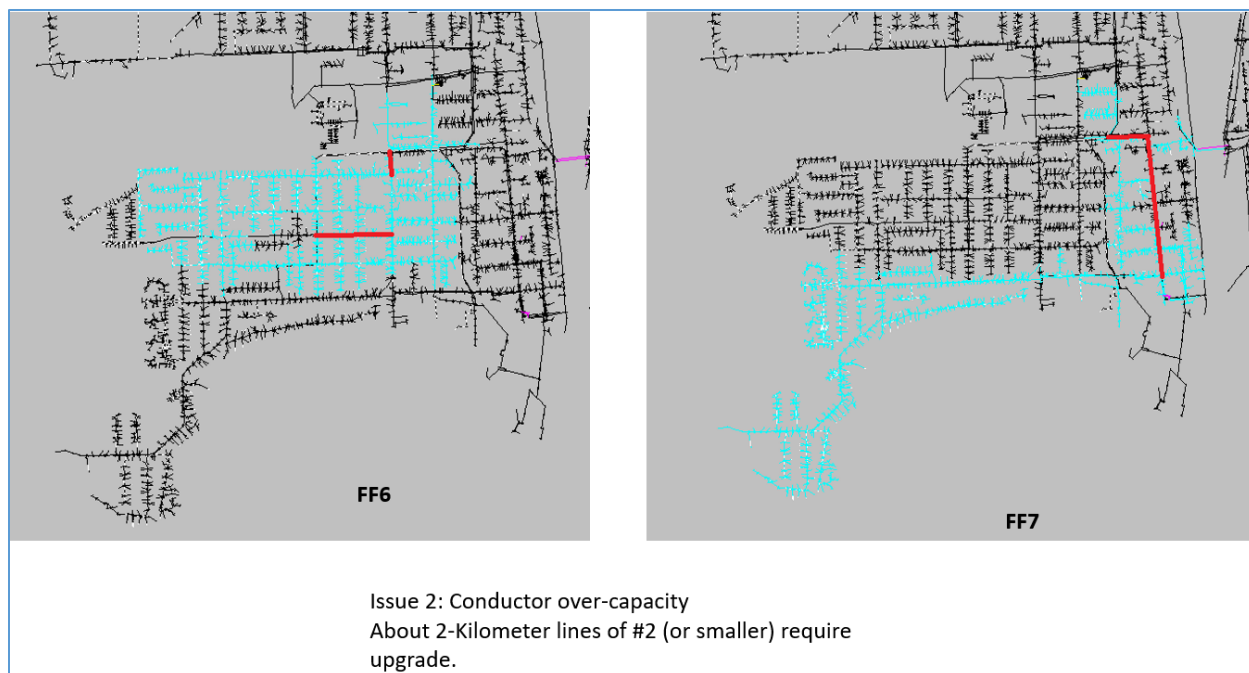 FF6
FF7
Issue 2: Conductor over-capacity
About 2-Kilometer lines of #2 (or smaller) require
upgrade.